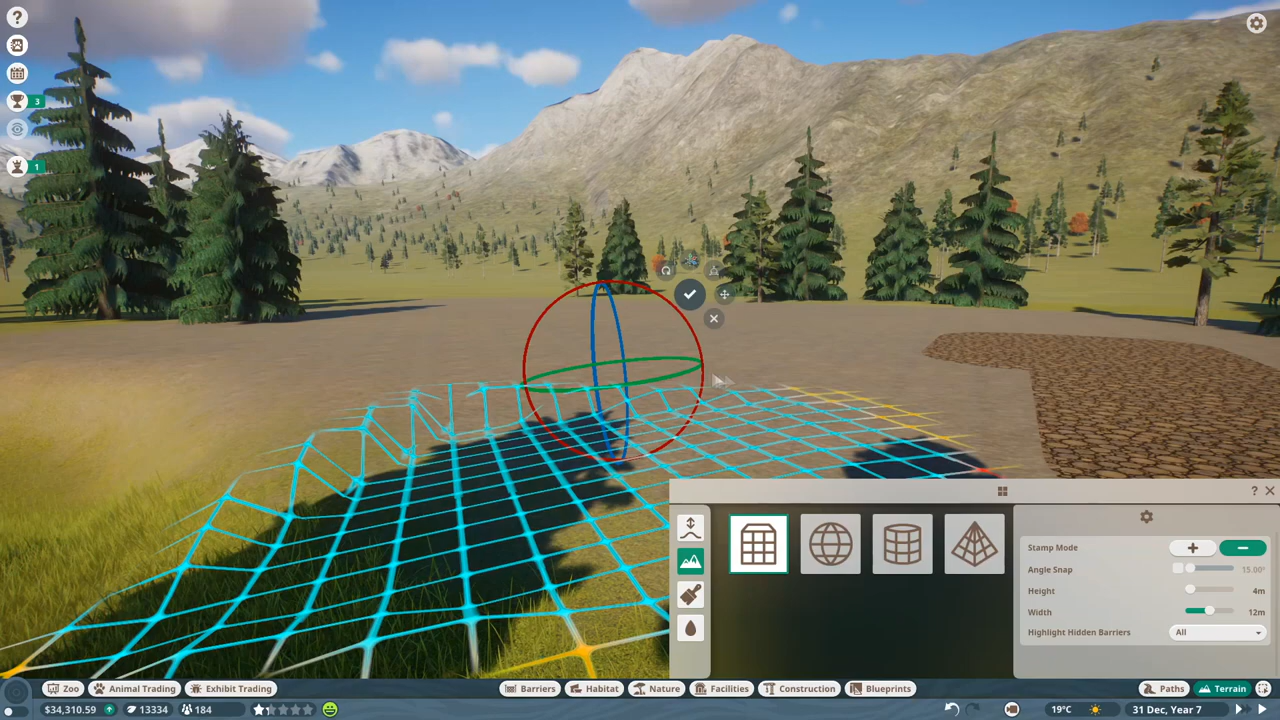 ?
3
1
? ×
Stamp Mode + −
Angle Snap 15.00°
Height 4m
Width 12m
Highlight Hidden Barriers All
Zoo Animal Trading Exhibit Trading Barriers Habitat Nature Facilities Construction Blueprints Paths Terrain
$34,310.59 13334 184 19°C 31 Dec, Year 7